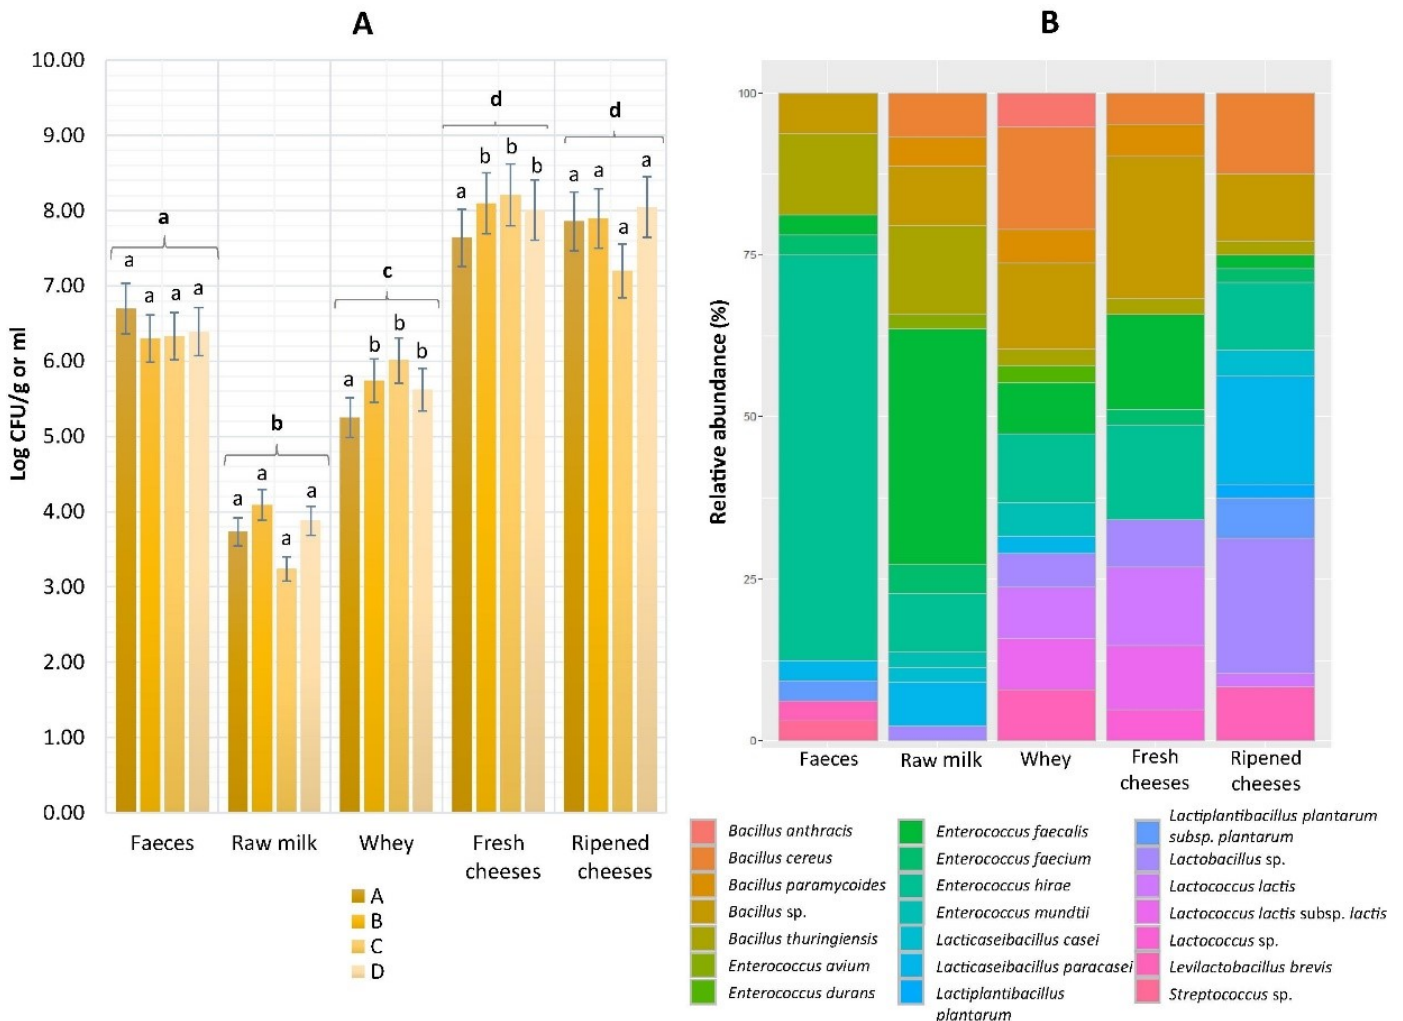 A
10.00
9.00
8.00
7.00
6.00
5.00
4.00
3.00
2.00
1.00
0.00
Log CFU/g or ml
a
a
a
a
a
b
a
a
a
a
c
a
b
b
b
d
a
b
b
b
d
a
a
a
a
Faeces
Raw milk
Whey
Fresh
cheeses
Ripened
cheeses
A
B
C
D
B
100
75
50
25
0
Relative abundance (%)
Faeces
Raw milk
Whey
Fresh
cheeses
Ripened
cheeses
Bacillus anthracis
Bacillus cereus
Bacillus paramycoides
Bacillus sp.
Bacillus thuringiensis
Enterococcus avium
Enterococcus durans
Enterococcus faecalis
Enterococcus faecium
Enterococcus hirae
Enterococcus mundtii
Lacticaseibacillus casei
Lacticaseibacillus paracasei
Lactiplantibacillus
plantarum
Lactiplantibacillus plantarum
subsp. plantarum
Lactobacillus sp.
Lactococcus lactis
Lactococcus lactis subsp. lactis
Lactococcus sp.
Levilactobacillus brevis
Streptococcus sp.